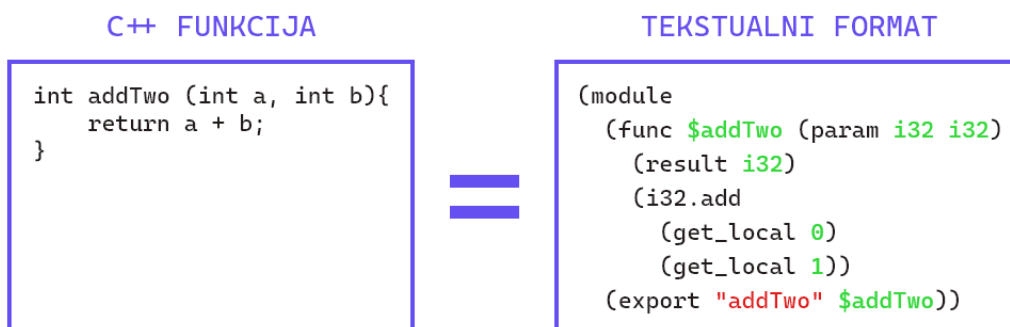 C++ FUNKCIJA
int addTwo (int a, int b){
    return a + b;
}
TEKSTUALNI FORMAT
(module
  (func $addTwo (param i32 i32)
    (result i32)
    (i32.add
      (get_local 0)
      (get_local 1))
  (export "addTwo" $addTwo))